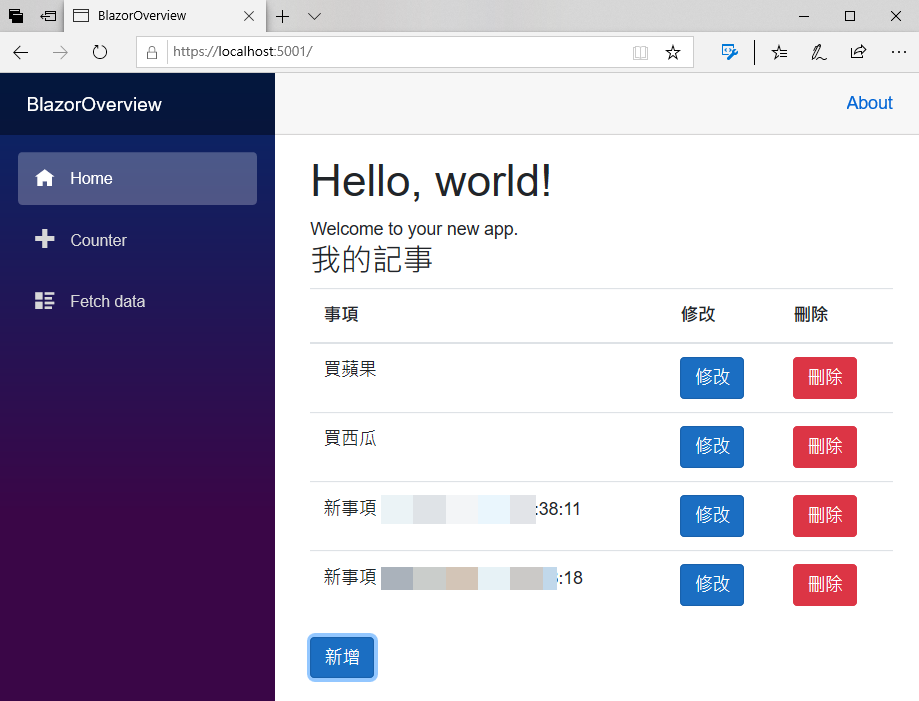 BlazorOverview
https://localhost:5001/
BlazorOverview
About
Home
Counter
Fetch data
Hello, world!
Welcome to your new app.
我的記事
事項 修改 刪除
買蘋果 修改 刪除
買西瓜 修改 刪除
新事項 :38:11 修改 刪除
新事項 :18 修改 刪除
新增